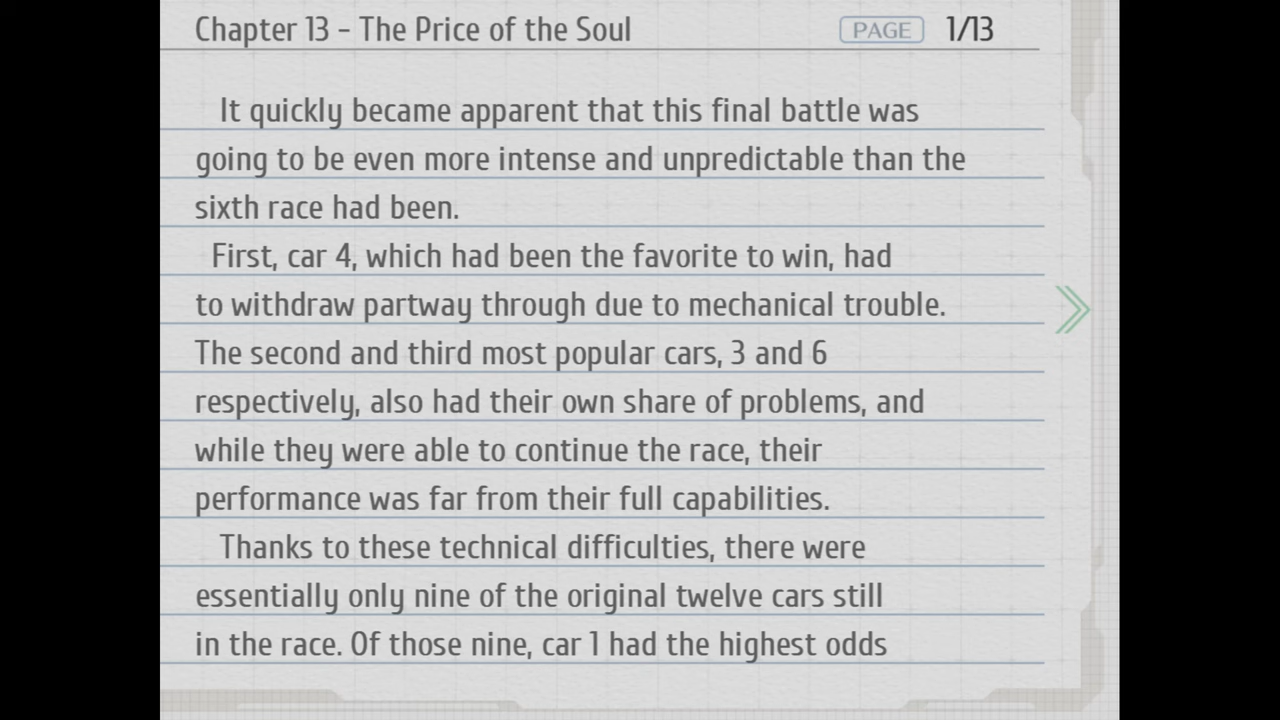 Chapter 13 - The Price of the Soul
PAGE 1/13
It quickly became apparent that this final battle was
going to be even more intense and unpredictable than the
sixth race had been.
First, car 4, which had been the favorite to win, had
to withdraw partway through due to mechanical trouble.
The second and third most popular cars, 3 and 6
respectively, also had their own share of problems, and
while they were able to continue the race, their
performance was far from their full capabilities.
Thanks to these technical difficulties, there were
essentially only nine of the original twelve cars still
in the race. Of those nine, car 1 had the highest odds